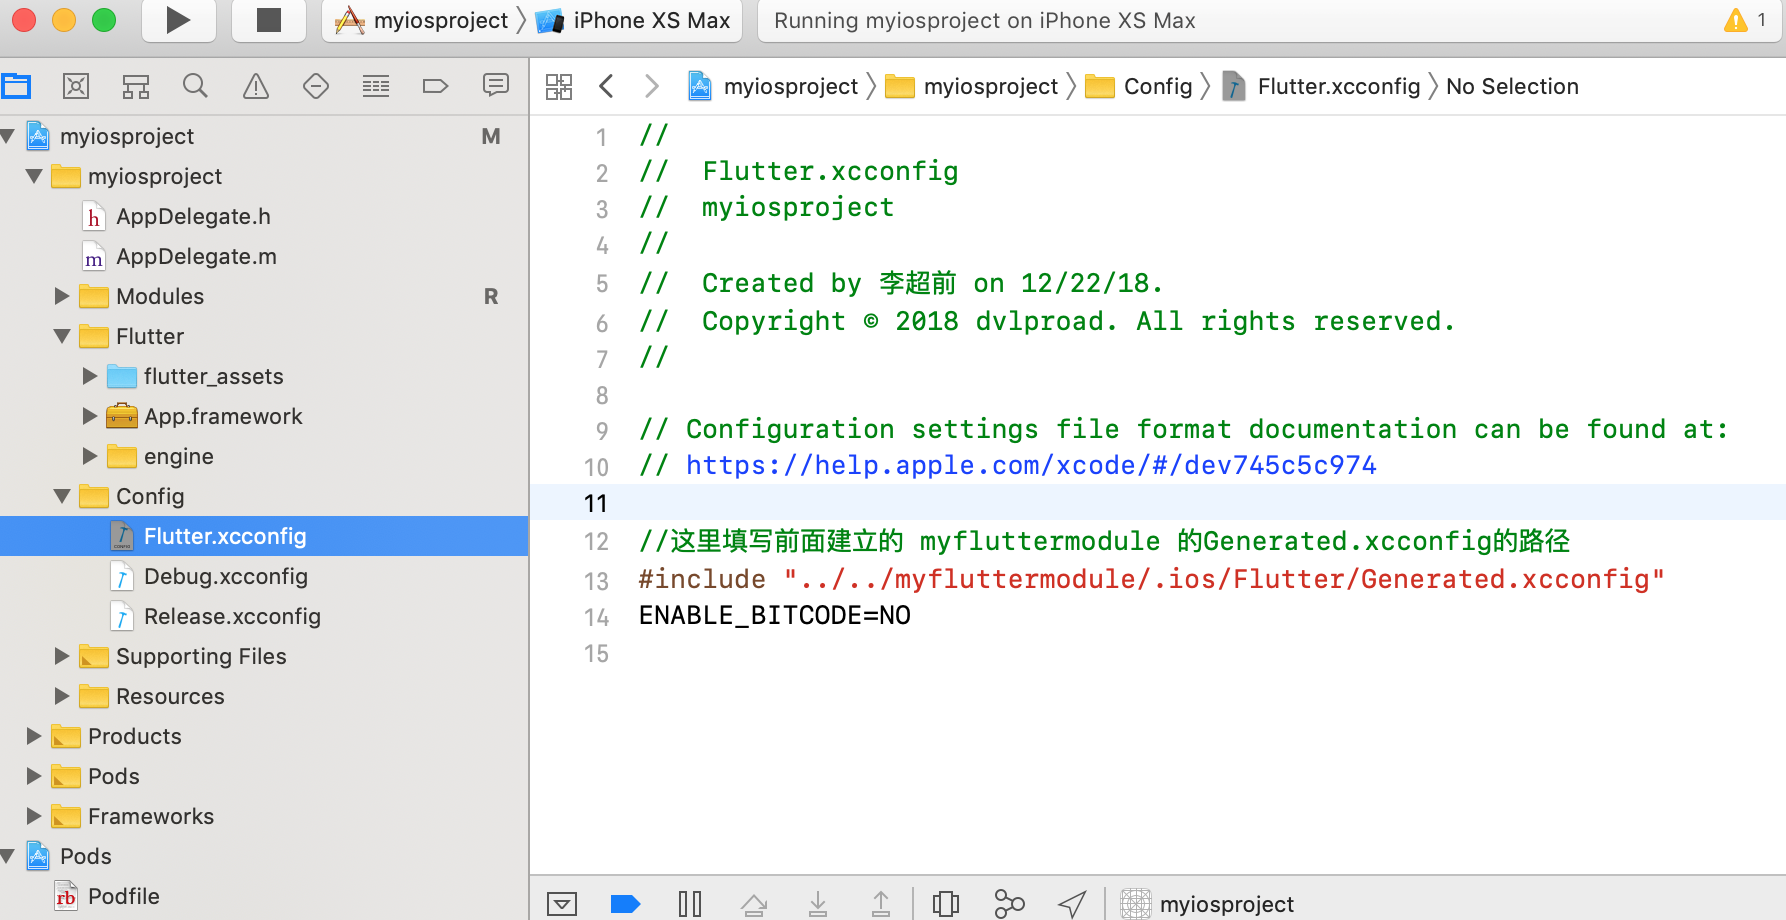 myiosproject
iPhone XS Max
Running myiosproject on iPhone XS Max
1
myiosproject
myiosproject
Config
Flutter.xcconfig
No Selection
myiosproject M
myiosproject
h AppDelegate.h
m AppDelegate.m
Modules R
Flutter
flutter_assets
App.framework
engine
Config
Flutter.xcconfig
Debug.xcconfig
Release.xcconfig
Supporting Files
Resources
Products
Pods
Frameworks
Pods
rb Podfile
1 //
2 //  Flutter.xcconfig
3 //  myiosproject
4 //
5 //  Created by 李超前 on 12/22/18.
6 //  Copyright © 2018 dvlproad. All rights reserved.
7 //
8
9 // Configuration settings file format documentation can be found at:
10 // https://help.apple.com/xcode/#/dev745c5c974
11
12 //这里填写前面建立的 myfluttermodule 的Generated.xcconfig的路径
13 #include "../../myfluttermodule/.ios/Flutter/Generated.xcconfig"
14 ENABLE_BITCODE=NO
15
myiosproject